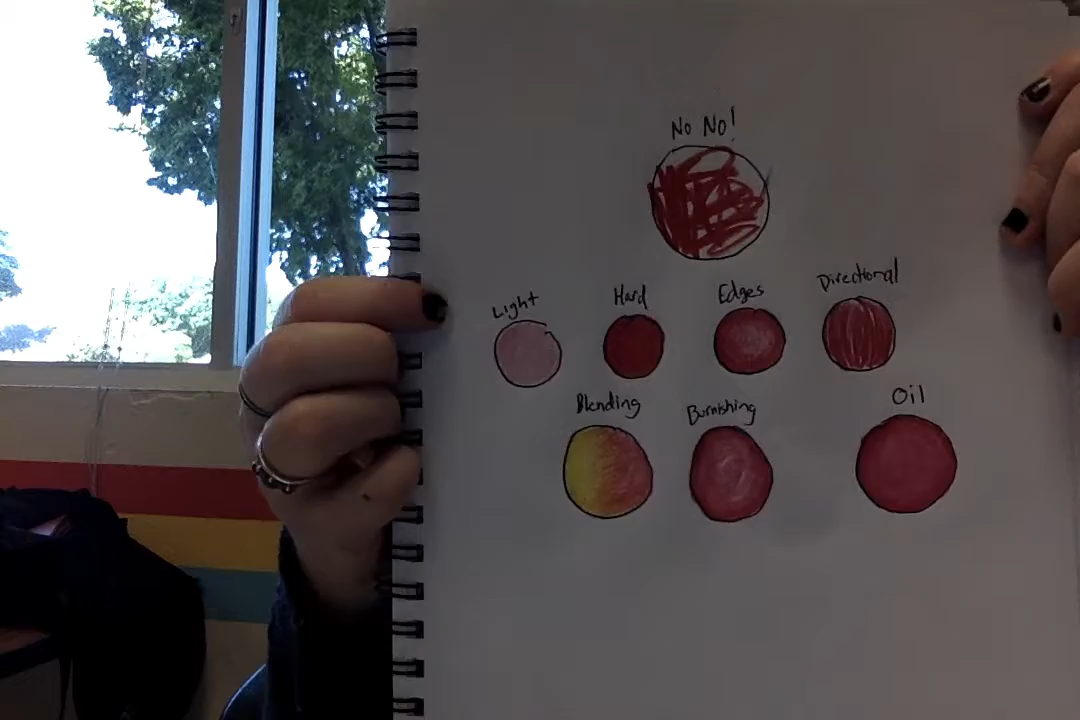 No No!
Light
Hard
Edges
Directional
Blending
Burnishing
Oil